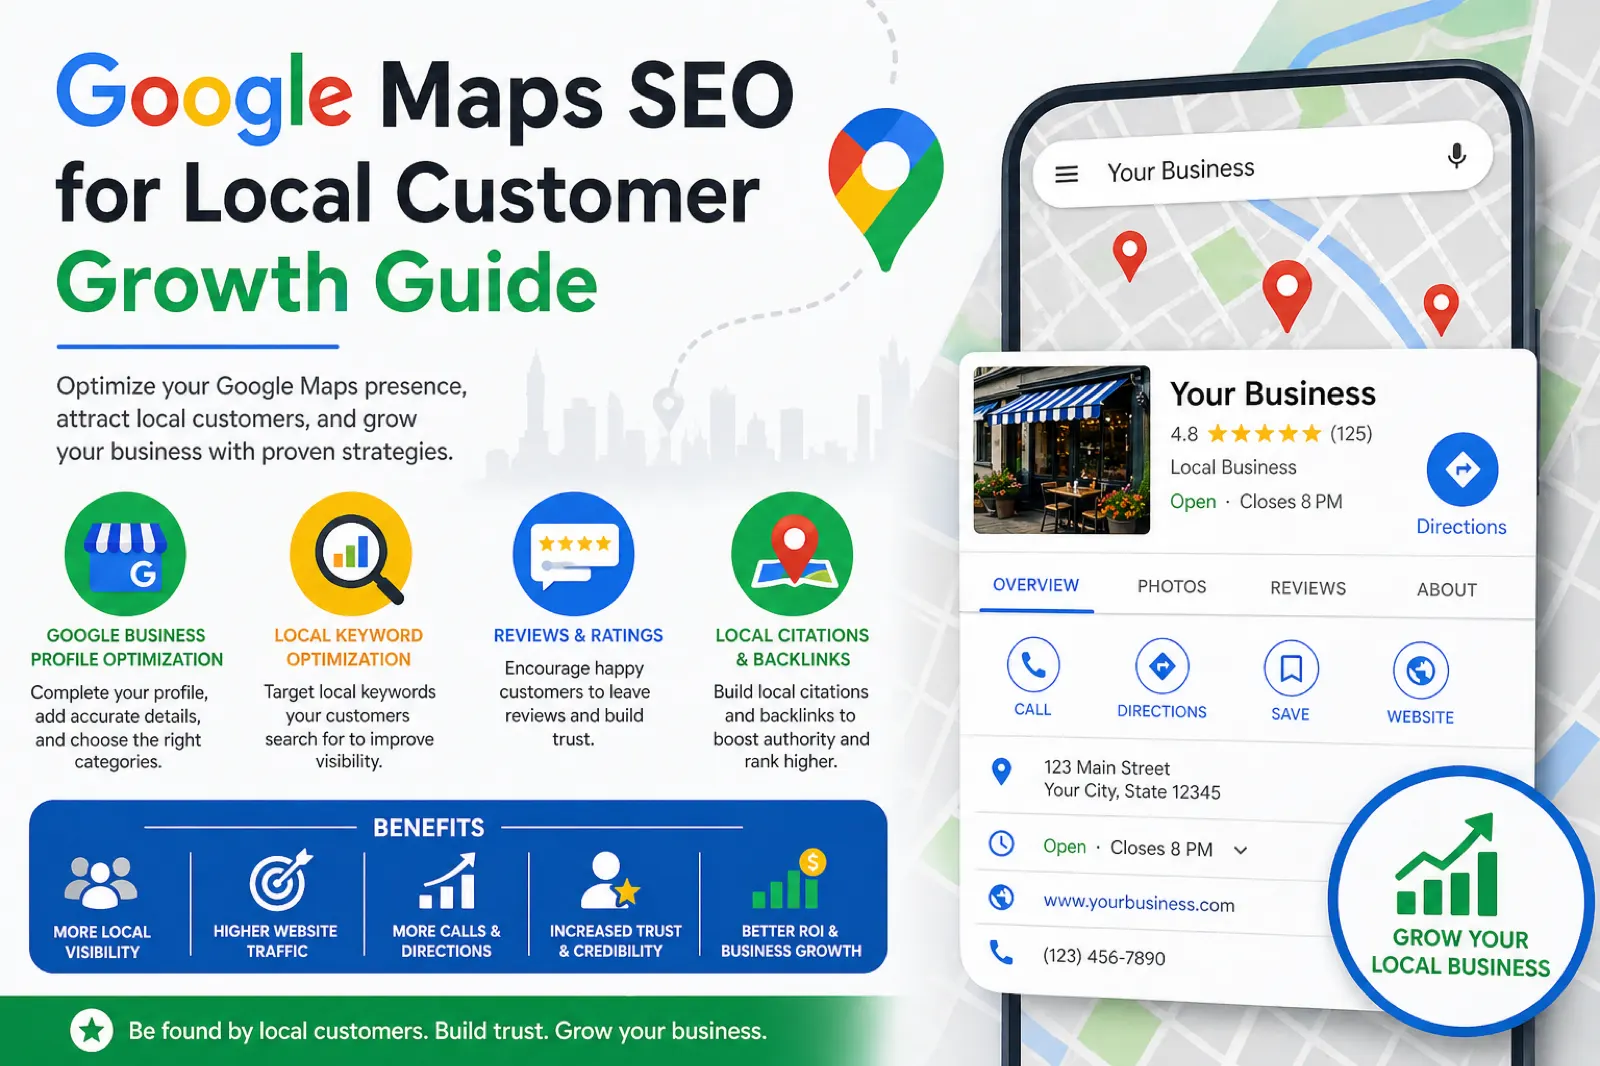 Google Maps SEO
for Local Customer
Growth Guide
Optimize your Google Maps presence,
attract local customers, and grow
your business with proven strategies.
GOOGLE BUSINESS
PROFILE OPTIMIZATION
Complete your profile,
add accurate details,
and choose the right
categories.
LOCAL KEYWORD
OPTIMIZATION
Target local keywords
your customers
search for to improve
visibility.
REVIEWS & RATINGS
Encourage happy
customers to leave
reviews and build
trust.
LOCAL CITATIONS
& BACKLINKS
Build local citations
and backlinks to
boost authority and
rank higher.
G
BENEFITS
MORE LOCAL
VISIBILITY
HIGHER WEBSITE
TRAFFIC
MORE CALLS &
DIRECTIONS
INCREASED TRUST
& CREDIBILITY
$
BETTER ROI &
BUSINESS GROWTH
Be found by local customers. Build trust. Grow your business.
Your Business
Your Business
4.8 (125)
Local Business
Open · Closes 8 PM
Directions
OVERVIEW PHOTOS REVIEWS ABOUT
CALL DIRECTIONS SAVE WEBSITE
123 Main Street
Your City, State 12345
Open · Closes 8 PM
www.yourbusiness.com
(123) 456-7890
GROW YOUR
LOCAL BUSINESS